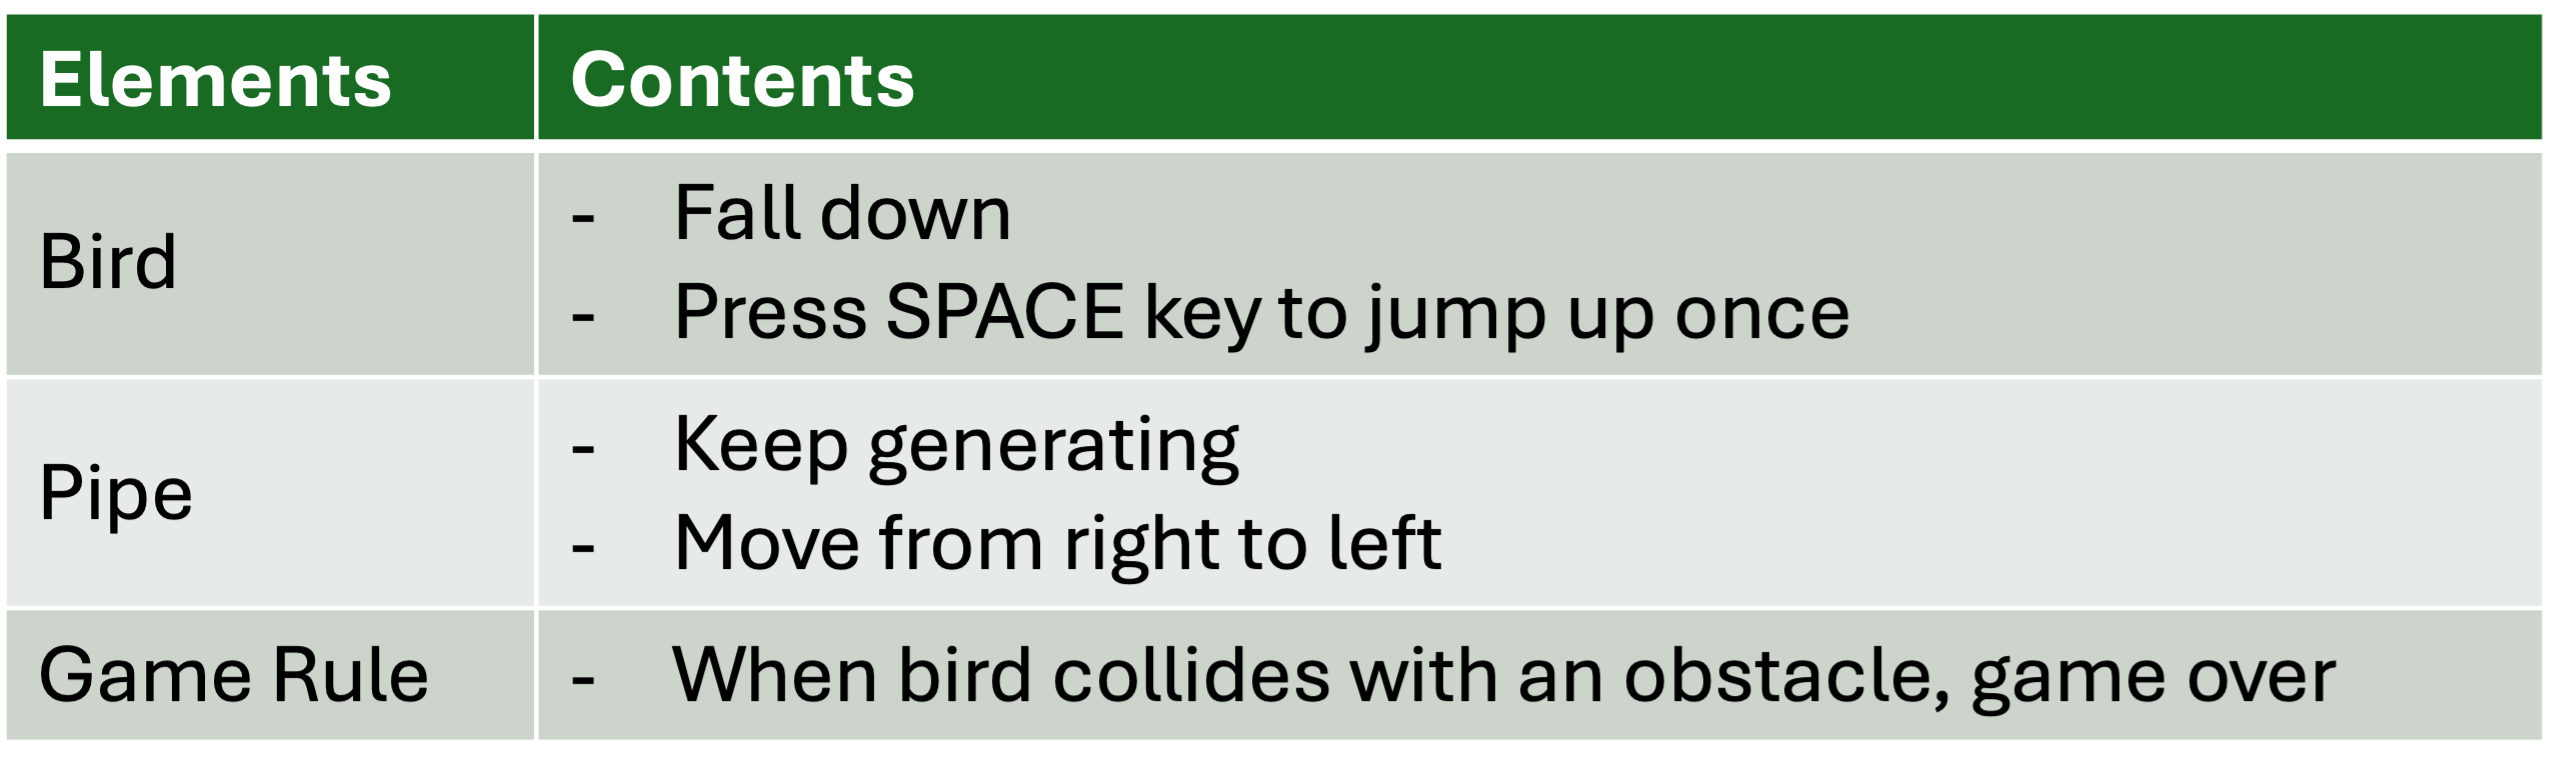 Elements
Contents
Bird
- Fall down
- Press SPACE key to jump up once
Pipe
- Keep generating
- Move from right to left
Game Rule
- When bird collides with an obstacle, game over